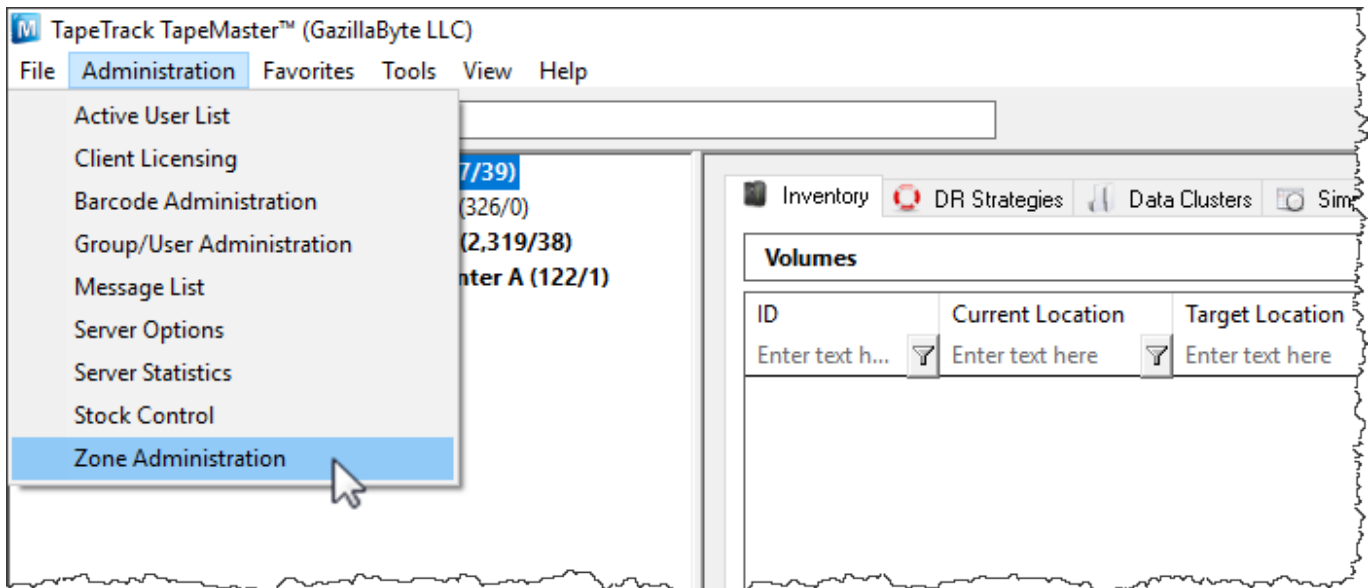 TapeTrack TapeMaster™ (GazillaByte LLC)
File Administration Favorites Tools View Help
Active User List
Client Licensing
Barcode Administration
Group/User Administration
Message List
Server Options
Server Statistics
Stock Control
Zone Administration
7/39)
(326/0)
(2,319/38)
nter A (122/1)
Inventory DR Strategies Data Clusters Sim
Volumes
ID Current Location Target Location
Enter text h... Enter text here Enter text here